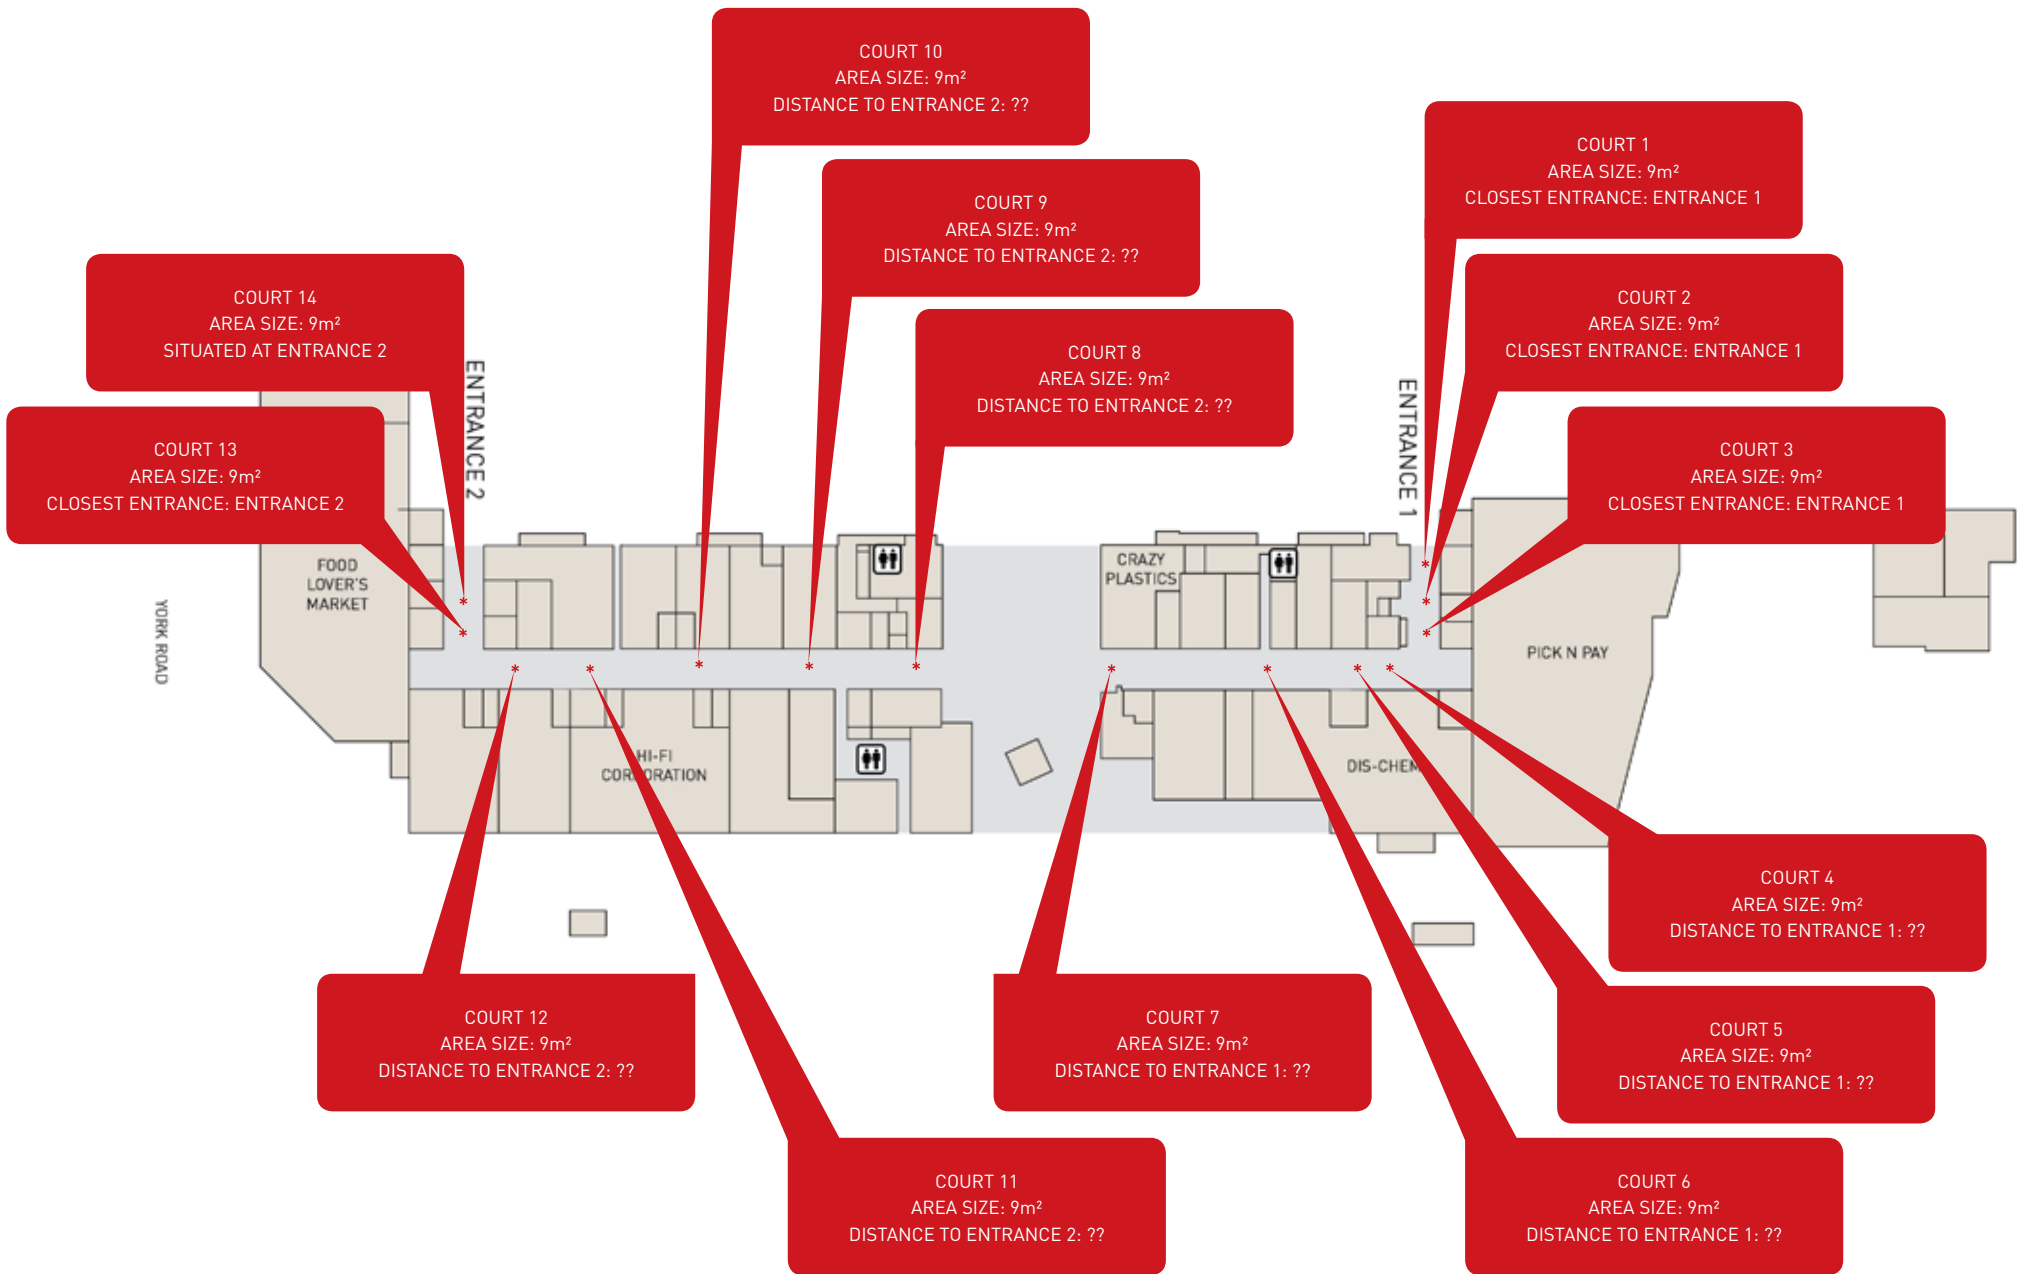 COURT 10
AREA SIZE: 9m²
DISTANCE TO ENTRANCE 2: ??
COURT 1
AREA SIZE: 9m²
CLOSEST ENTRANCE: ENTRANCE 1
COURT 9
AREA SIZE: 9m²
DISTANCE TO ENTRANCE 2: ??
COURT 14
AREA SIZE: 9m²
SITUATED AT ENTRANCE 2
COURT 2
AREA SIZE: 9m²
CLOSEST ENTRANCE: ENTRANCE 1
COURT 8
AREA SIZE: 9m²
DISTANCE TO ENTRANCE 2: ??
ENTRANCE 2
ENTRANCE 1
COURT 13
AREA SIZE: 9m²
CLOSEST ENTRANCE: ENTRANCE 2
COURT 3
AREA SIZE: 9m²
CLOSEST ENTRANCE: ENTRANCE 1
FOOD
LOVER'S
MARKET
CRAZY
PLASTICS
YORK ROAD
PICK N PAY
HI-FI
CORPORATION
DIS-CHEM
COURT 4
AREA SIZE: 9m²
DISTANCE TO ENTRANCE 1: ??
COURT 12
AREA SIZE: 9m²
DISTANCE TO ENTRANCE 2: ??
COURT 7
AREA SIZE: 9m²
DISTANCE TO ENTRANCE 1: ??
COURT 5
AREA SIZE: 9m²
DISTANCE TO ENTRANCE 1: ??
COURT 11
AREA SIZE: 9m²
DISTANCE TO ENTRANCE 2: ??
COURT 6
AREA SIZE: 9m²
DISTANCE TO ENTRANCE 1: ??